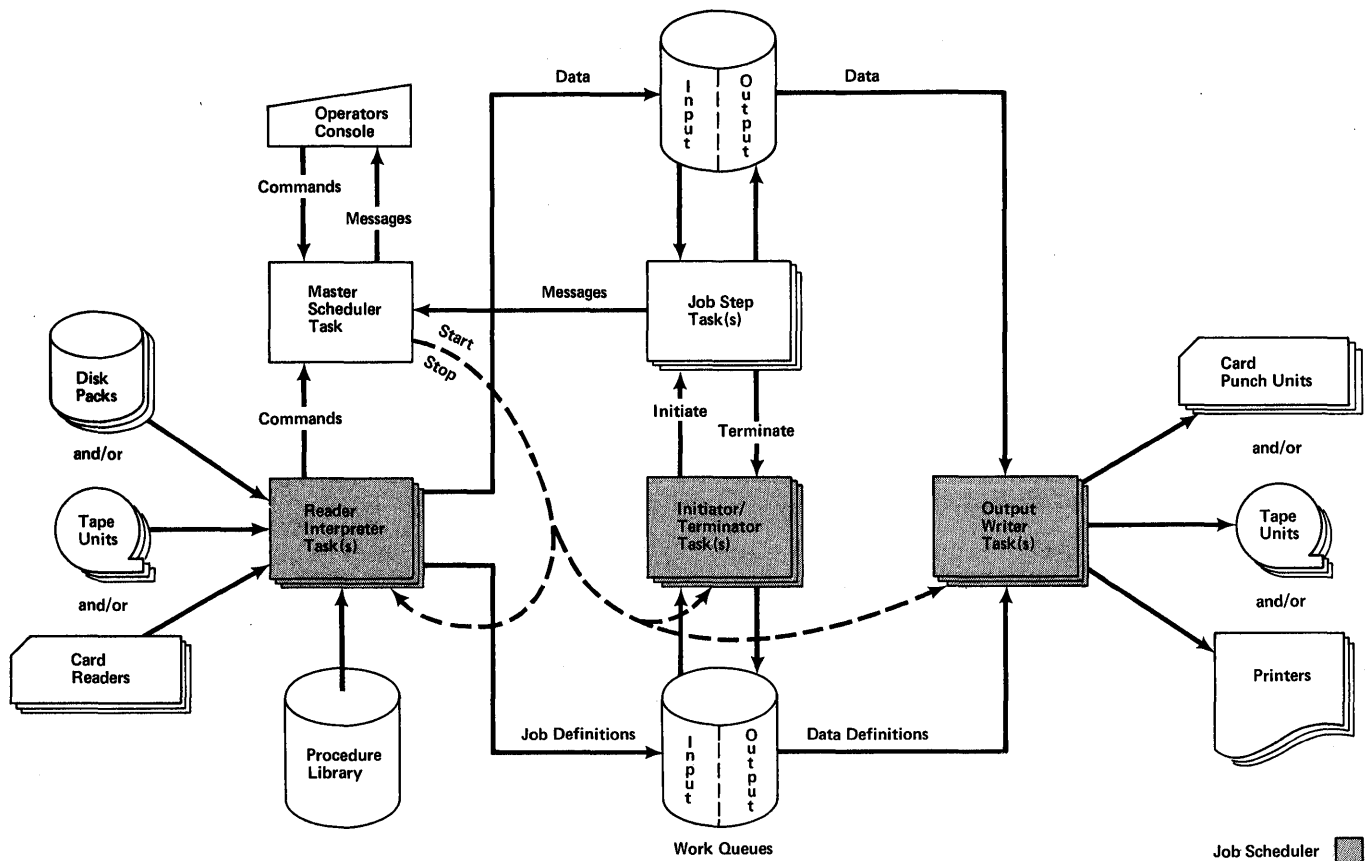 Data
Data
Input
Output
Operators
Console
Commands
Messages
Master
Scheduler
Task
Messages
Job Step
Task(s)
Start
Stop
Disk
Packs
Commands
Initiate
Terminate
Card
Punch Units
and/or
and/or
Reader
Interpreter
Task(s)
Initiator/
Terminator
Task(s)
Output
Writer
Task(s)
Tape
Units
Tape
Units
and/or
and/or
Card
Readers
Printers
Procedure
Library
Job Definitions
Input
Output
Data Definitions
Work Queues
Job Scheduler